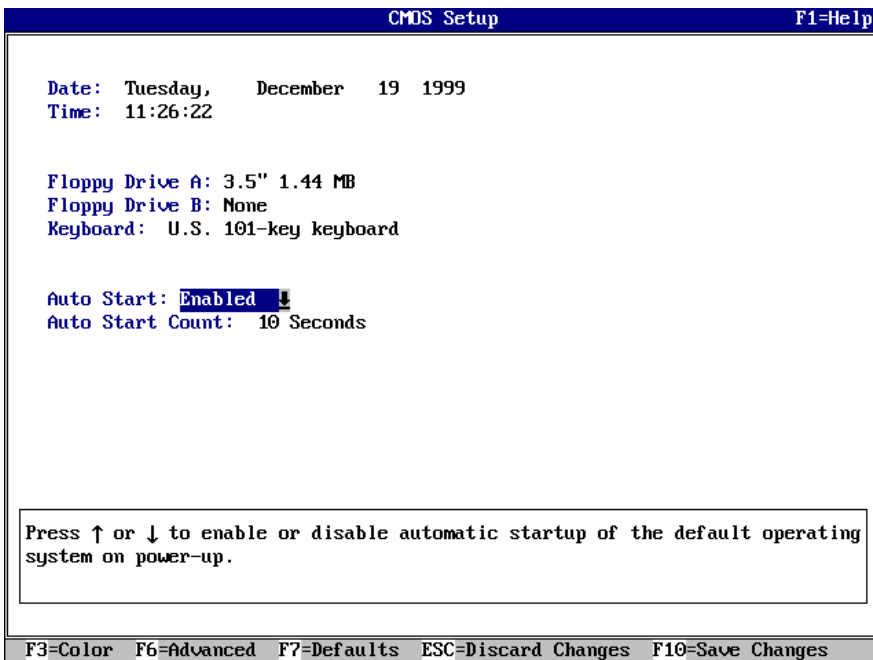 CMOS Setup F1=Help
Date: Tuesday, December 19 1999
Time: 11:26:22
Floppy Drive A: 3.5" 1.44 MB
Floppy Drive B: None
Keyboard: U.S. 101-key keyboard
Auto Start: Enabled ↓
Auto Start Count: 10 Seconds
Press ↑ or ↓ to enable or disable automatic startup of the default operating
system on power-up.
F3=Color F6=Advanced F7=Defaults ESC=Discard Changes F10=Save Changes